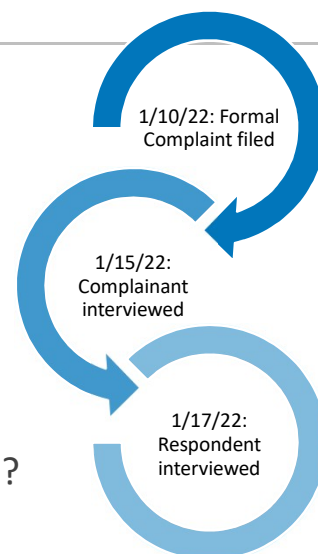 1/10/22: Formal
Complaint filed
1/15/22:
Complainant
interviewed
1/17/22:
Respondent
interviewed
?